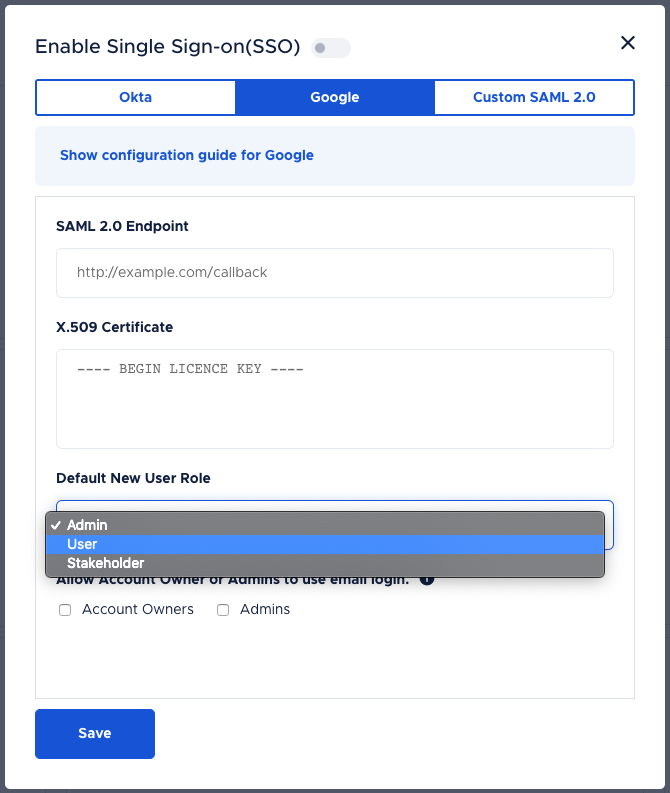 Enable Single Sign-on(SSO)
Okta
Google
Custom SAML 2.0
Show configuration guide for Google
SAML 2.0 Endpoint
http://example.com/callback
X.509 Certificate
---- BEGIN LICENCE KEY ----
Default New User Role
✓ Admin
User
Stakeholder
Allow Account Owner or Admins to use email login.
Account Owners
Admins
Save